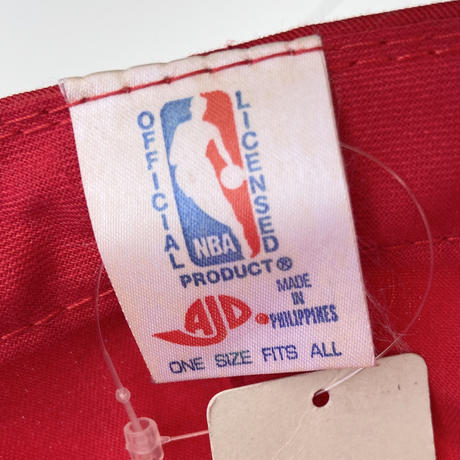 OFFICIAL
LICENSED
NBA
PRODUCT®
AJD.
MADE
IN
PHILIPPINES
ONE SIZE FITS ALL